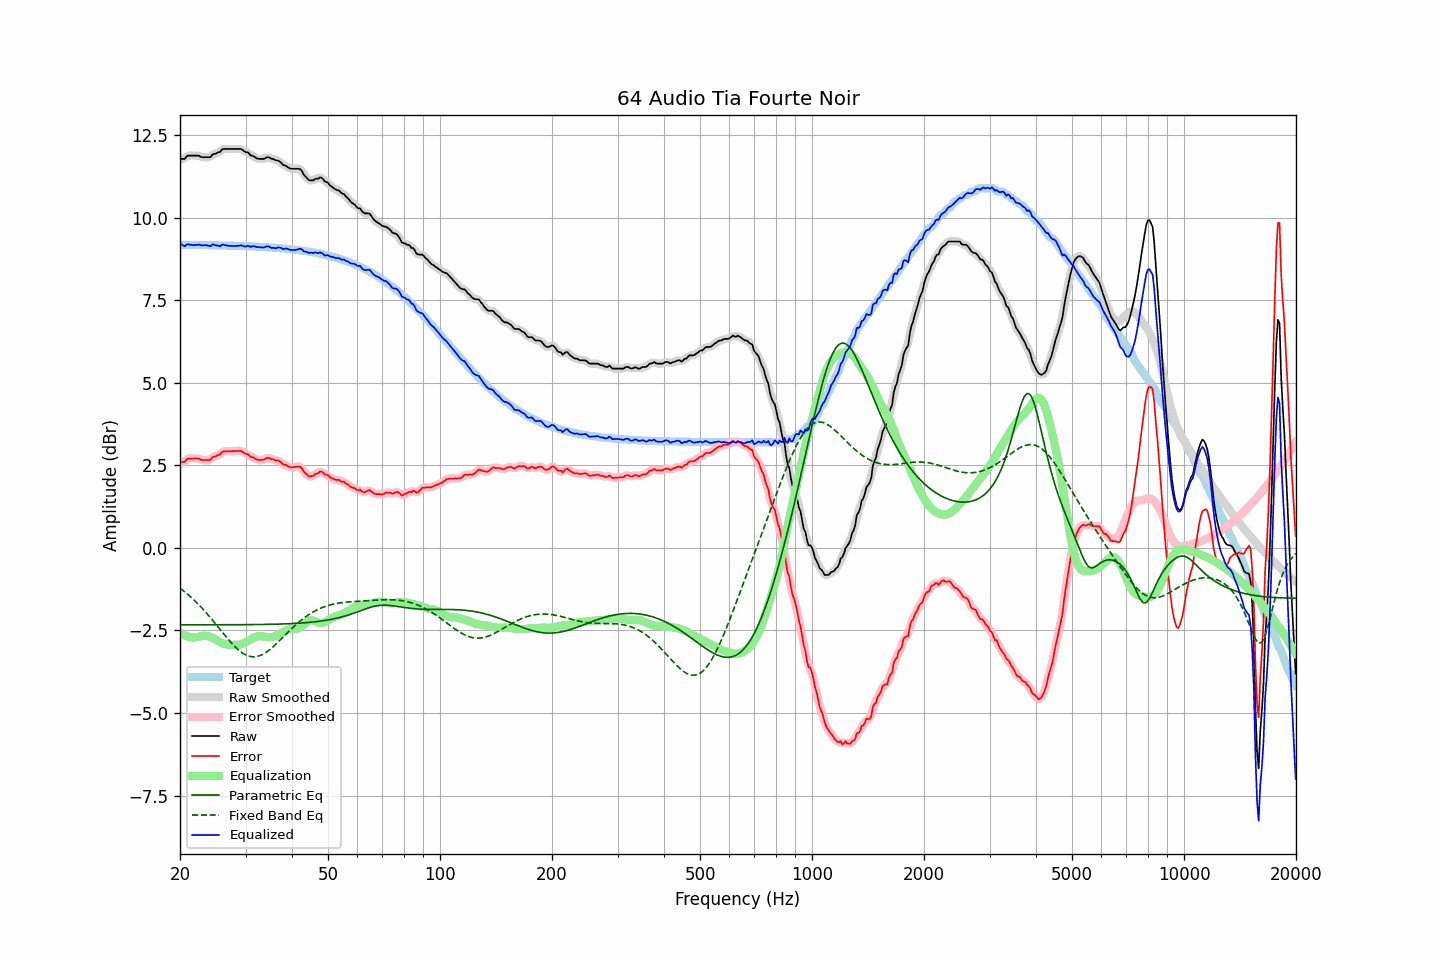 64 Audio Tia Fourte Noir
Amplitude (dBr)
12.5
10.0
7.5
5.0
2.5
0.0
−2.5
−5.0
−7.5
Target
Raw Smoothed
Error Smoothed
Raw
Error
Equalization
Parametric Eq
Fixed Band Eq
Equalized
20 50 100 200 500 1000 2000 5000 10000 20000
Frequency (Hz)